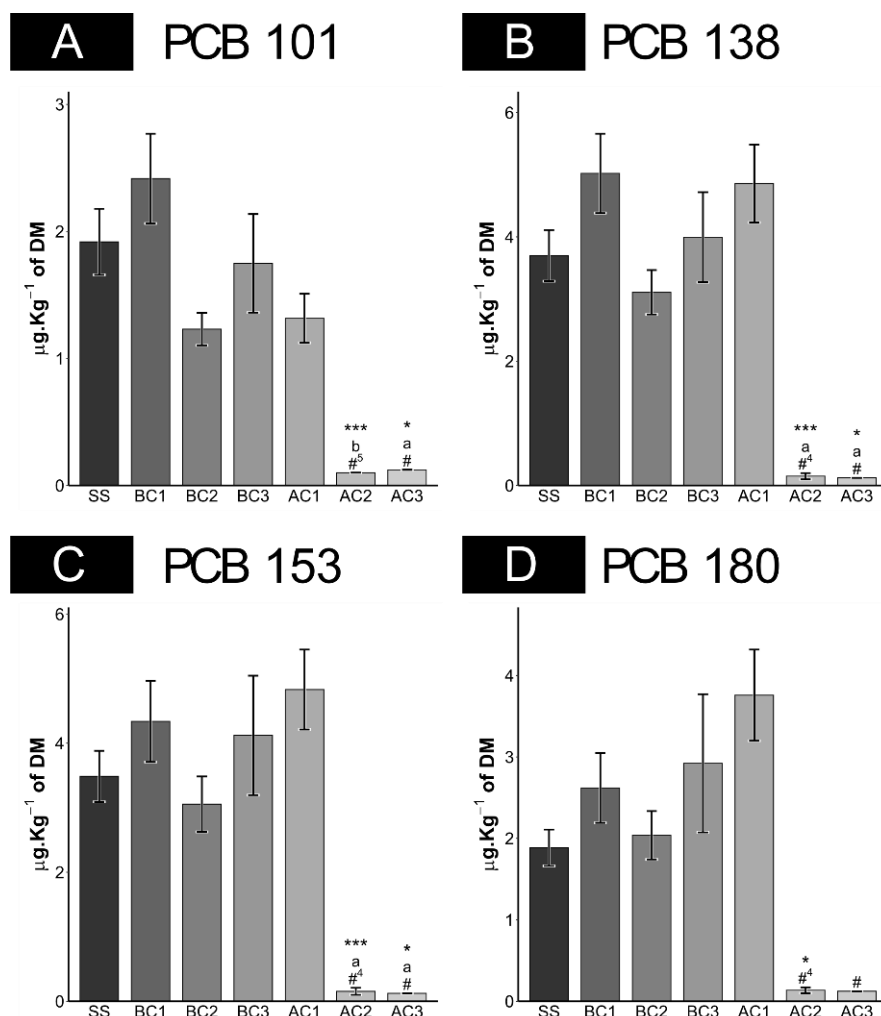 A PCB 101
3
2
1
0
µg.Kg⁻¹ of DM
*** *
b a
#⁵ #
SS BC1 BC2 BC3 AC1 AC2 AC3
B PCB 138
6
4
2
0
µg.Kg⁻¹ of DM
*** *
a a
#⁴ #
SS BC1 BC2 BC3 AC1 AC2 AC3
C PCB 153
6
4
2
0
µg.Kg⁻¹ of DM
*** *
a a
#⁴ #
SS BC1 BC2 BC3 AC1 AC2 AC3
D PCB 180
4
3
2
1
0
µg.Kg⁻¹ of DM
*
#⁴ #
SS BC1 BC2 BC3 AC1 AC2 AC3